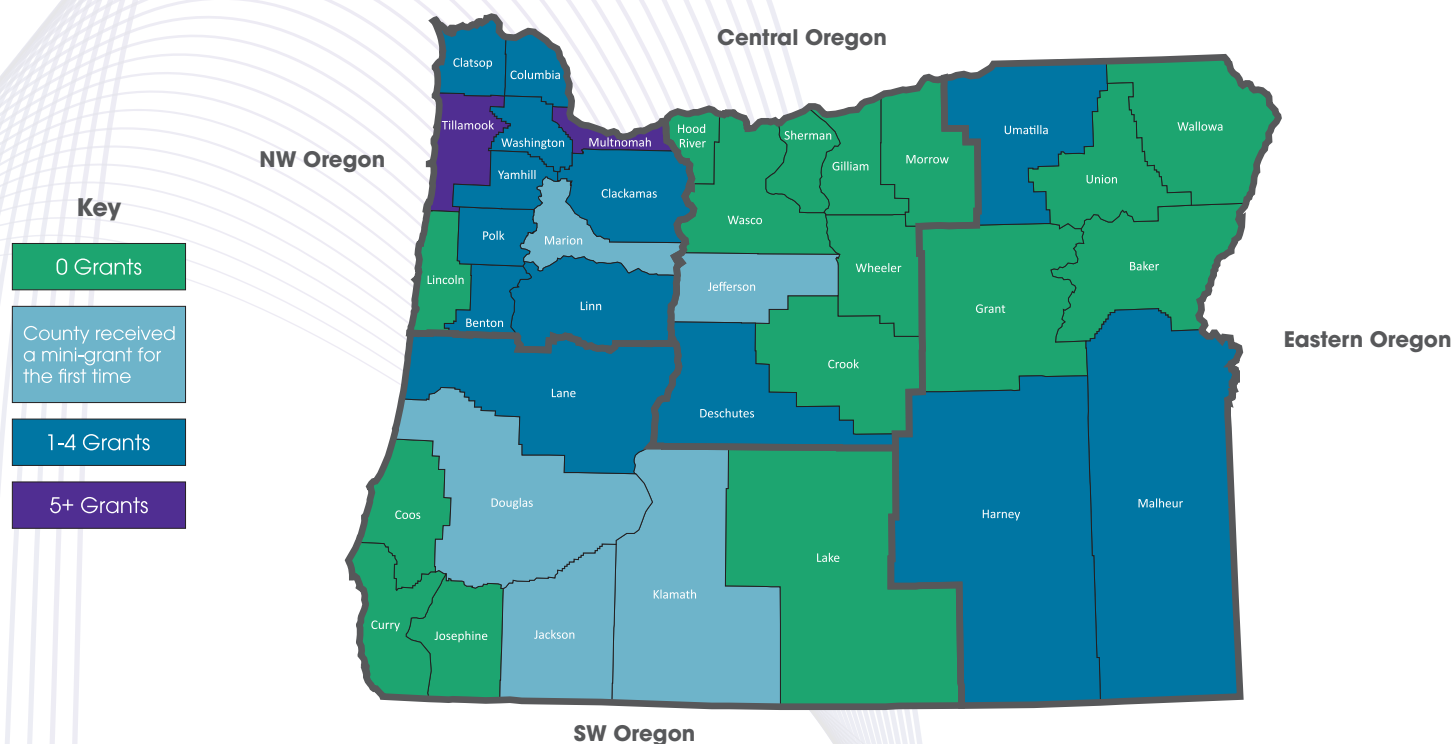 Central Oregon
NW Oregon
Key
0 Grants
County received
a mini-grant for
the first time
1-4 Grants
5+ Grants
Clatsop
Columbia
Tillamook
Washington
Multnomah
Yamhill
Clackamas
Polk
Marion
Lincoln
Benton
Linn
Hood
River
Sherman
Gilliam
Morrow
Wasco
Wheeler
Jefferson
Crook
Deschutes
Umatilla
Wallowa
Union
Baker
Grant
Eastern Oregon
Lane
Douglas
Coos
Curry
Josephine
Jackson
Klamath
Lake
Harney
Malheur
SW Oregon